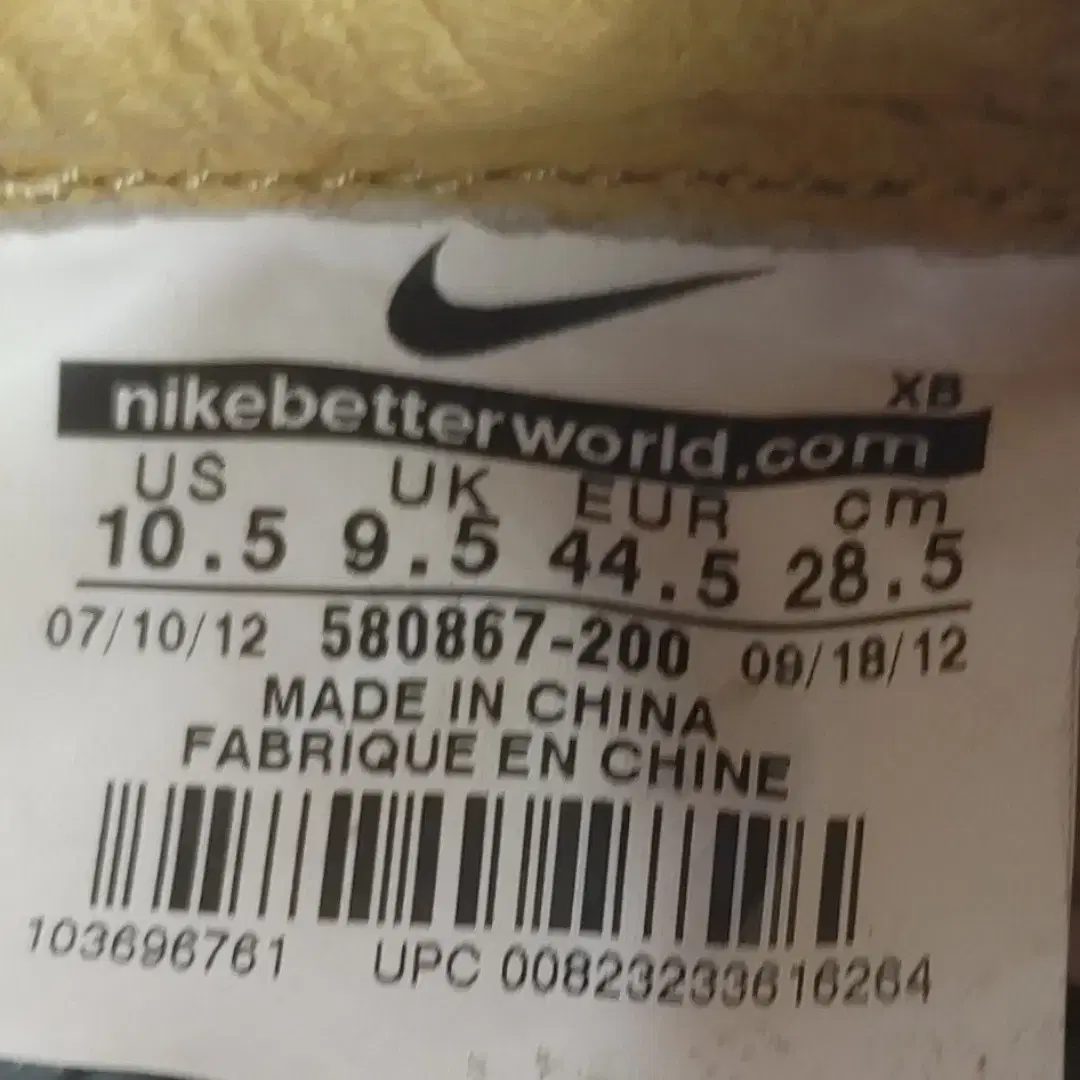 XB
nikebetterworld.com
US UK EUR cm
10.5 9.5 44.5 28.5
07/10/12 580867-200 09/18/12
MADE IN CHINA
FABRIQUE EN CHINE
103696761 UPC 00823233616264